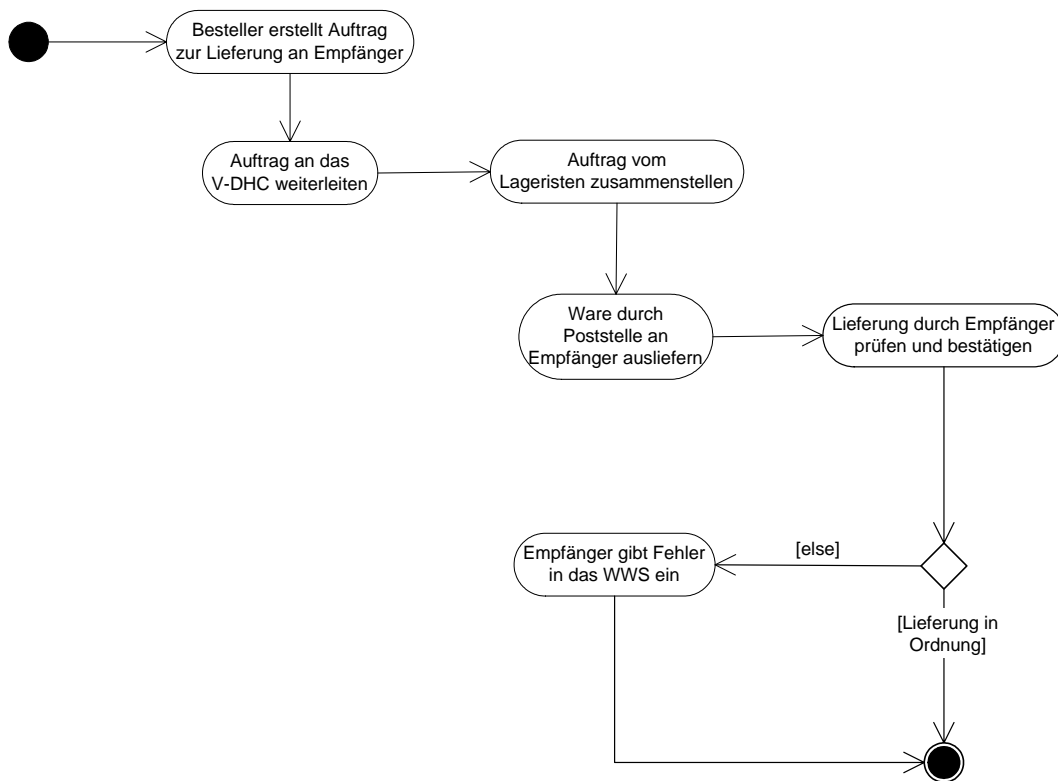 Besteller erstellt Auftrag
zur Lieferung an Empfänger
Auftrag an das
V-DHC weiterleiten
Auftrag vom
Lageristen zusammenstellen
Ware durch
Poststelle an
Empfänger ausliefern
Lieferung durch Empfänger
prüfen und bestätigen
Empfänger gibt Fehler
in das WWS ein
[else]
[Lieferung in
Ordnung]